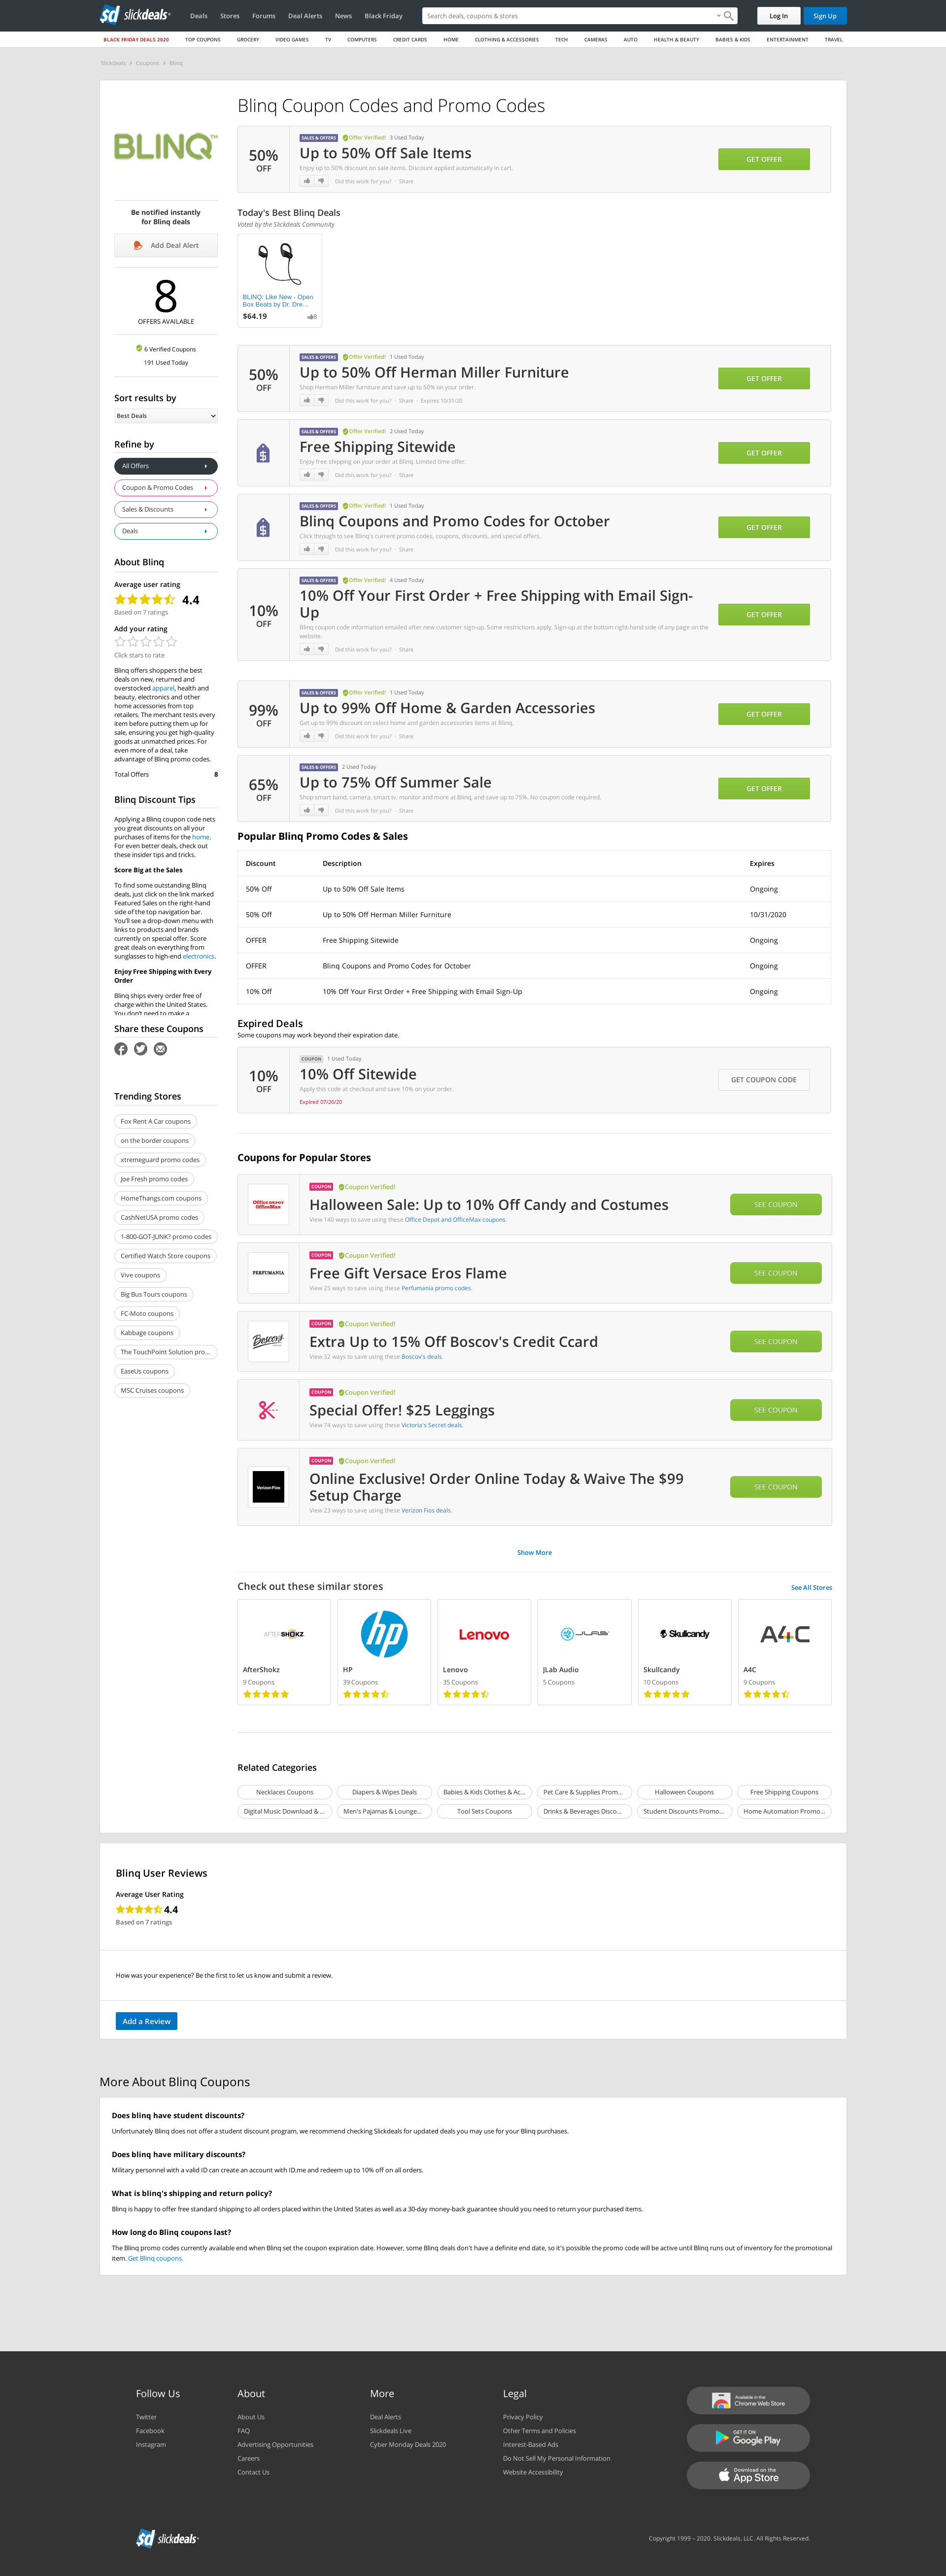 slickdeals
Deals Stores Forums Deal Alerts News Black Friday
Search deals, coupons & stores
Log In
Sign Up
BLACK FRIDAY DEALS 2020 TOP COUPONS GROCERY VIDEO GAMES TV COMPUTERS CREDIT CARDS HOME CLOTHING & ACCESSORIES TECH CAMERAS AUTO HEALTH & BEAUTY BABIES & KIDS ENTERTAINMENT TRAVEL
Slickdeals › Coupons › Blinq
BLINQ™
Be notified instantly
for Blinq deals
Add Deal Alert
8
OFFERS AVAILABLE
6 Verified Coupons
191 Used Today
Sort results by
Best Deals
Refine by
All Offers
Coupon & Promo Codes
Sales & Discounts
Deals
About Blinq
Average user rating
4.4
Based on 7 ratings
Add your rating
Click stars to rate
Blinq offers shoppers the best
deals on new, returned and
overstocked apparel, health and
beauty, electronics and other
home accessories from top
retailers. The merchant tests every
item before putting them up for
sale, ensuring you get high-quality
goods at unmatched prices. For
even more of a deal, take
advantage of Blinq promo codes.
Total Offers 8
Blinq Discount Tips
Applying a Blinq coupon code nets
you great discounts on all your
purchases of items for the home.
For even better deals, check out
these insider tips and tricks.
Score Big at the Sales
To find some outstanding Blinq
deals, just click on the link marked
Featured Sales on the right-hand
side of the top navigation bar.
You'll see a drop-down menu with
links to products and brands
currently on special offer. Score
great deals on everything from
sunglasses to high-end electronics.
Enjoy Free Shipping with Every
Order
Blinq ships every order free of
charge within the United States.
You don't need to make a
Share these Coupons
Trending Stores
Fox Rent A Car coupons
on the border coupons
xtremeguard promo codes
Joe Fresh promo codes
HomeThangs.com coupons
CashNetUSA promo codes
1-800-GOT-JUNK? promo codes
Certified Watch Store coupons
Vive coupons
Big Bus Tours coupons
FC-Moto coupons
Kabbage coupons
The TouchPoint Solution pro...
EaseUs coupons
MSC Cruises coupons
Blinq Coupon Codes and Promo Codes
50%
OFF
SALES & OFFERS Offer Verified! 3 Used Today
Up to 50% Off Sale Items
Enjoy up to 50% discount on sale items. Discount applied automatically in cart.
Did this work for you? · Share
GET OFFER
Today's Best Blinq Deals
Voted by the Slickdeals Community
BLINQ: Like New - Open
Box Beats by Dr. Dre...
$64.19 8
50%
OFF
SALES & OFFERS Offer Verified! 1 Used Today
Up to 50% Off Herman Miller Furniture
Shop Herman Miller furniture and save up to 50% on your order.
Did this work for you? · Share · Expires 10/31/20
GET OFFER
SALES & OFFERS Offer Verified! 2 Used Today
Free Shipping Sitewide
Enjoy free shipping on your order at Blinq. Limited time offer.
Did this work for you? · Share
GET OFFER
SALES & OFFERS Offer Verified! 1 Used Today
Blinq Coupons and Promo Codes for October
Click through to see Blinq's current promo codes, coupons, discounts, and special offers.
Did this work for you? · Share
GET OFFER
10%
OFF
SALES & OFFERS Offer Verified! 4 Used Today
10% Off Your First Order + Free Shipping with Email Sign-
Up
Blinq coupon code information emailed after new customer sign-up. Some restrictions apply. Sign-up at the bottom right-hand side of any page on the
website.
Did this work for you? · Share
GET OFFER
99%
OFF
SALES & OFFERS Offer Verified! 1 Used Today
Up to 99% Off Home & Garden Accessories
Get up to 99% discount on select home and garden accessories items at Blinq.
Did this work for you? · Share
GET OFFER
65%
OFF
SALES & OFFERS 2 Used Today
Up to 75% Off Summer Sale
Shop smart band, camera, smart tv, monitor and more at Blinq, and save up to 75%. No coupon code required.
Did this work for you? · Share
GET OFFER
Popular Blinq Promo Codes & Sales
Discount Description Expires
50% Off Up to 50% Off Sale Items Ongoing
50% Off Up to 50% Off Herman Miller Furniture 10/31/2020
OFFER Free Shipping Sitewide Ongoing
OFFER Blinq Coupons and Promo Codes for October Ongoing
10% Off 10% Off Your First Order + Free Shipping with Email Sign-Up Ongoing
Expired Deals
Some coupons may work beyond their expiration date.
10%
OFF
COUPON 1 Used Today
10% Off Sitewide
Apply this code at checkout and save 10% on your order.
Expired 07/26/20
GET COUPON CODE
Coupons for Popular Stores
Office DEPOT
OfficeMax
COUPON Coupon Verified!
Halloween Sale: Up to 10% Off Candy and Costumes
View 140 ways to save using these Office Depot and OfficeMax coupons.
SEE COUPON
PERFUMANIA
COUPON Coupon Verified!
Free Gift Versace Eros Flame
View 25 ways to save using these Perfumania promo codes.
SEE COUPON
Boscov's
COUPON Coupon Verified!
Extra Up to 15% Off Boscov's Credit Ccard
View 32 ways to save using these Boscov's deals.
SEE COUPON
COUPON Coupon Verified!
Special Offer! $25 Leggings
View 74 ways to save using these Victoria's Secret deals.
SEE COUPON
Verizon Fios
COUPON Coupon Verified!
Online Exclusive! Order Online Today & Waive The $99
Setup Charge
View 23 ways to save using these Verizon Fios deals.
SEE COUPON
Show More
Check out these similar stores
See All Stores
AFTERSHOKZ hp Lenovo JLAB Skullcandy A4C
AfterShokz HP Lenovo JLab Audio Skullcandy A4C
9 Coupons 39 Coupons 35 Coupons 5 Coupons 10 Coupons 9 Coupons
Related Categories
Necklaces Coupons Diapers & Wipes Deals Babies & Kids Clothes & Ac... Pet Care & Supplies Prom... Halloween Coupons Free Shipping Coupons
Digital Music Download & ... Men's Pajamas & Lounge... Tool Sets Coupons Drinks & Beverages Disco... Student Discounts Promo... Home Automation Promo...
Blinq User Reviews
Average User Rating
4.4
Based on 7 ratings
How was your experience? Be the first to let us know and submit a review.
Add a Review
More About Blinq Coupons
Does blinq have student discounts?
Unfortunately Blinq does not offer a student discount program, we recommend checking Slickdeals for updated deals you may use for your Blinq purchases.
Does blinq have military discounts?
Military personnel with a valid ID can create an account with ID.me and redeem up to 10% off on all orders.
What is blinq's shipping and return policy?
Blinq is happy to offer free standard shipping to all orders placed within the United States as well as a 30-day money-back guarantee should you need to return your purchased items.
How long do Blinq coupons last?
The Blinq promo codes currently available end when Blinq set the coupon expiration date. However, some Blinq deals don't have a definite end date, so it's possible the promo code will be active until Blinq runs out of inventory for the promotional
item. Get Blinq coupons.
Follow Us
Twitter
Facebook
Instagram
About
About Us
FAQ
Advertising Opportunities
Careers
Contact Us
More
Deal Alerts
Slickdeals Live
Cyber Monday Deals 2020
Legal
Privacy Policy
Other Terms and Policies
Interest-Based Ads
Do Not Sell My Personal Information
Website Accessibility
Available in the
Chrome Web Store
GET IT ON
Google Play
Download on the
App Store
slickdeals
Copyright 1999 – 2020. Slickdeals, LLC. All Rights Reserved.